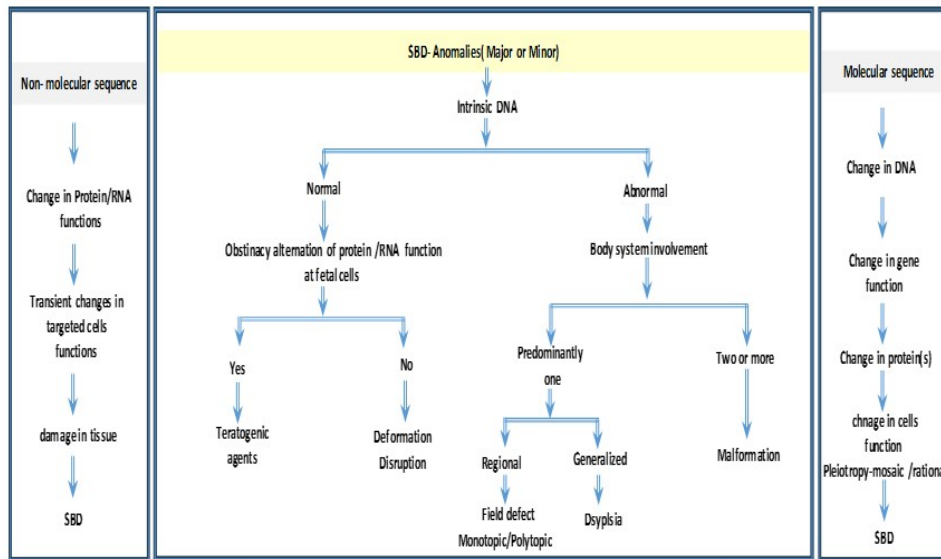 Non- molecular sequence
Change in Protein/RNA
functions
Transient changes in
targeted cells
functions
damage in tissue
SBD
SBD- Anomalies( Major or Minor)
Intrinsic DNA
Normal
Abnormal
Obstinacy alternation of protein /RNA function
at fetal cells
Body system involvement
Yes
No
Predominantly
one
Two or more
Teratogenic
agents
Deformation
Disruption
Regional
Generalized
Malformation
Field defect
Monotopic/Polytopic
Dsyplsia
Molecular sequence
Change in DNA
Change in gene
function
Change in protein(s)
chnage in cells
function
Pleiotropy-mosaic /rationa
SBD